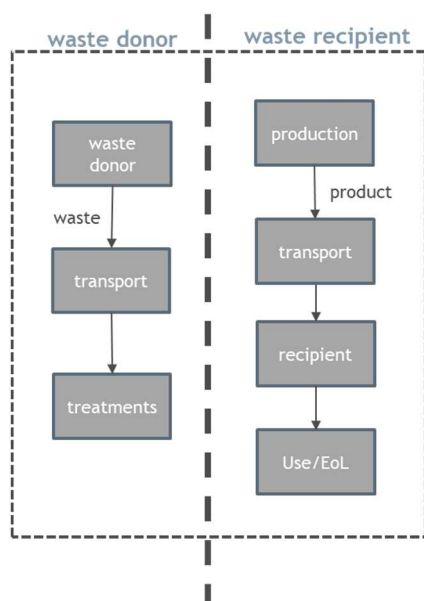 waste donor
waste recipient
waste
donor
waste
transport
treatments
production
product
transport
recipient
Use/EoL